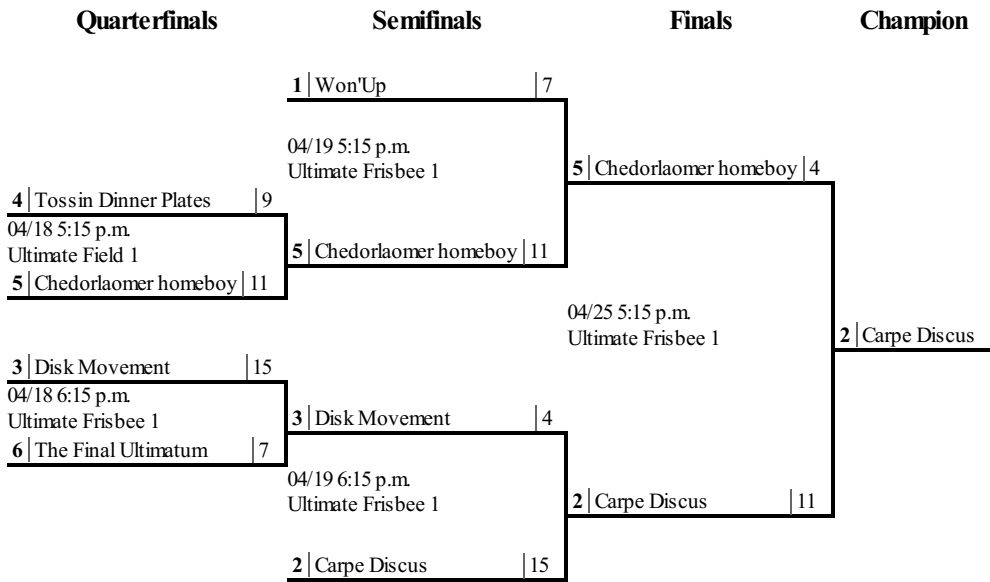 Quarterfinals Semifinals Finals Champion
1 Won'Up 7
04/19 5:15 p.m.
Ultimate Frisbee 1
5 Chedorlaomer homeboy 4
4 Tossin Dinner Plates 9
04/18 5:15 p.m.
Ultimate Field 1
5 Chedorlaomer homeboy 11
5 Chedorlaomer homeboy 11
04/25 5:15 p.m.
Ultimate Frisbee 1
2 Carpe Discus
3 Disk Movement 15
04/18 6:15 p.m.
Ultimate Frisbee 1
6 The Final Ultimatum 7
3 Disk Movement 4
04/19 6:15 p.m.
Ultimate Frisbee 1
2 Carpe Discus 11
2 Carpe Discus 15